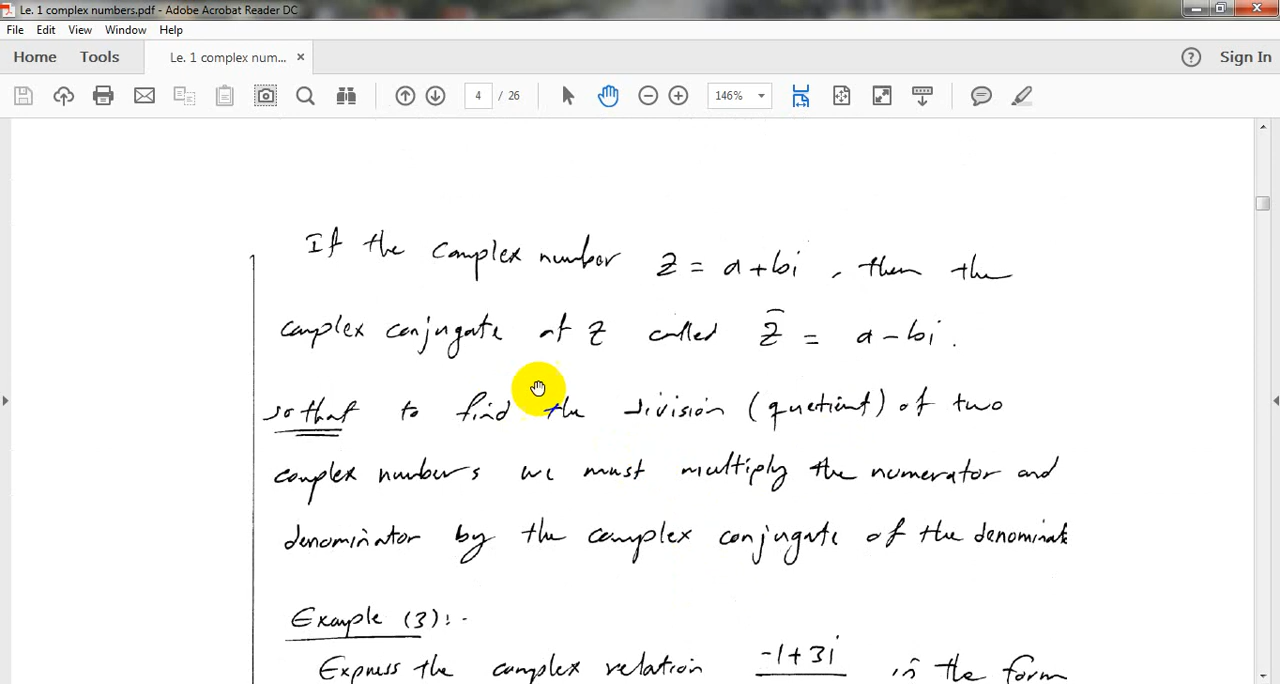 Le. 1 complex numbers.pdf - Adobe Acrobat Reader DC
File Edit View Window Help
Home Tools Le. 1 complex num... × ? Sign In
4 / 26 146%
If the complex number z = a+bi, then the
complex conjugate of z called z̄ = a-bi.
so that to find the division (quotient) of two
complex numbers we must multiply the numerator and
denominator by the complex conjugate of the denominat
Example (3):-
Express the complex relation -1+3i in the form